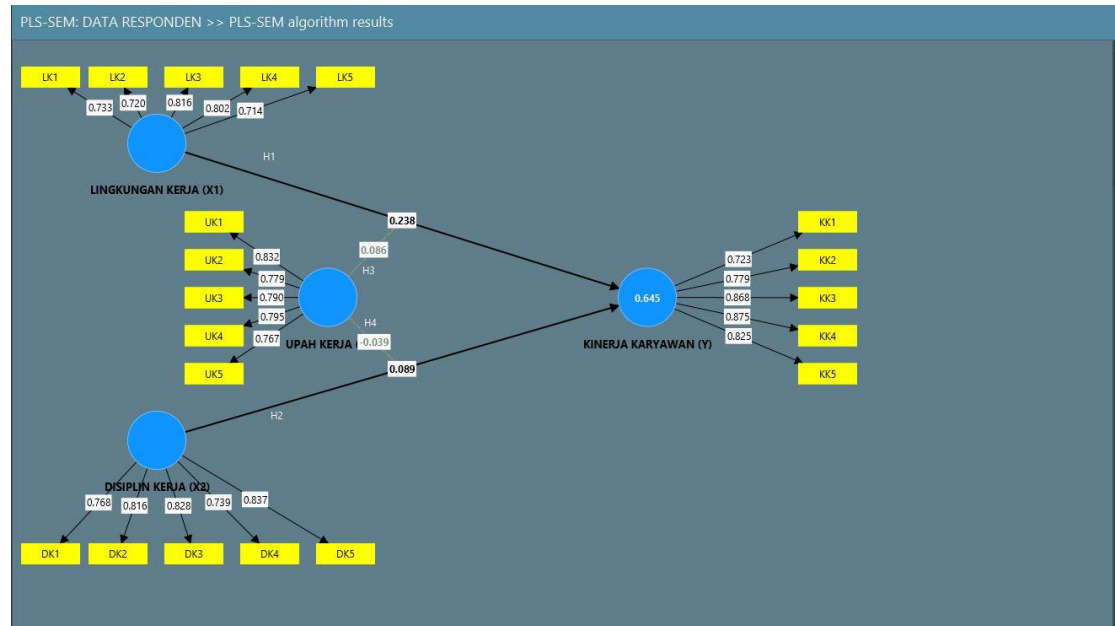 PLS-SEM: DATA RESPONDEN >> PLS-SEM algorithm results
LK1 LK2 LK3 LK4 LK5
0.733 0.720 0.816 0.802 0.714
H1
LINGKUNGAN KERJA (X1)
UK1
UK2
UK3
UK4
UK5
0.832
0.779
0.790
0.795
0.767
0.238
0.086
H3
H4
UPAH KERJA (
-0.039
0.089
0.645
KINERJA KARYAWAN (Y)
0.723
0.779
0.868
0.875
0.825
KK1
KK2
KK3
KK4
KK5
H2
DISIPLIN KERJA (X2)
0.768 0.816 0.828 0.739 0.837
DK1 DK2 DK3 DK4 DK5